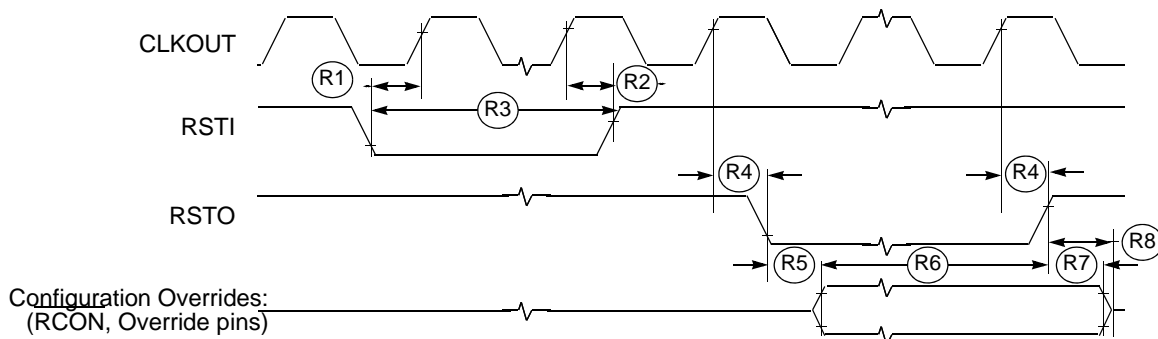 CLKOUT
R1
R2
R3
RSTI
R4
R4
RSTO
R8
R5
R6
R7
Configuration Overrides:
(RCON, Override pins)